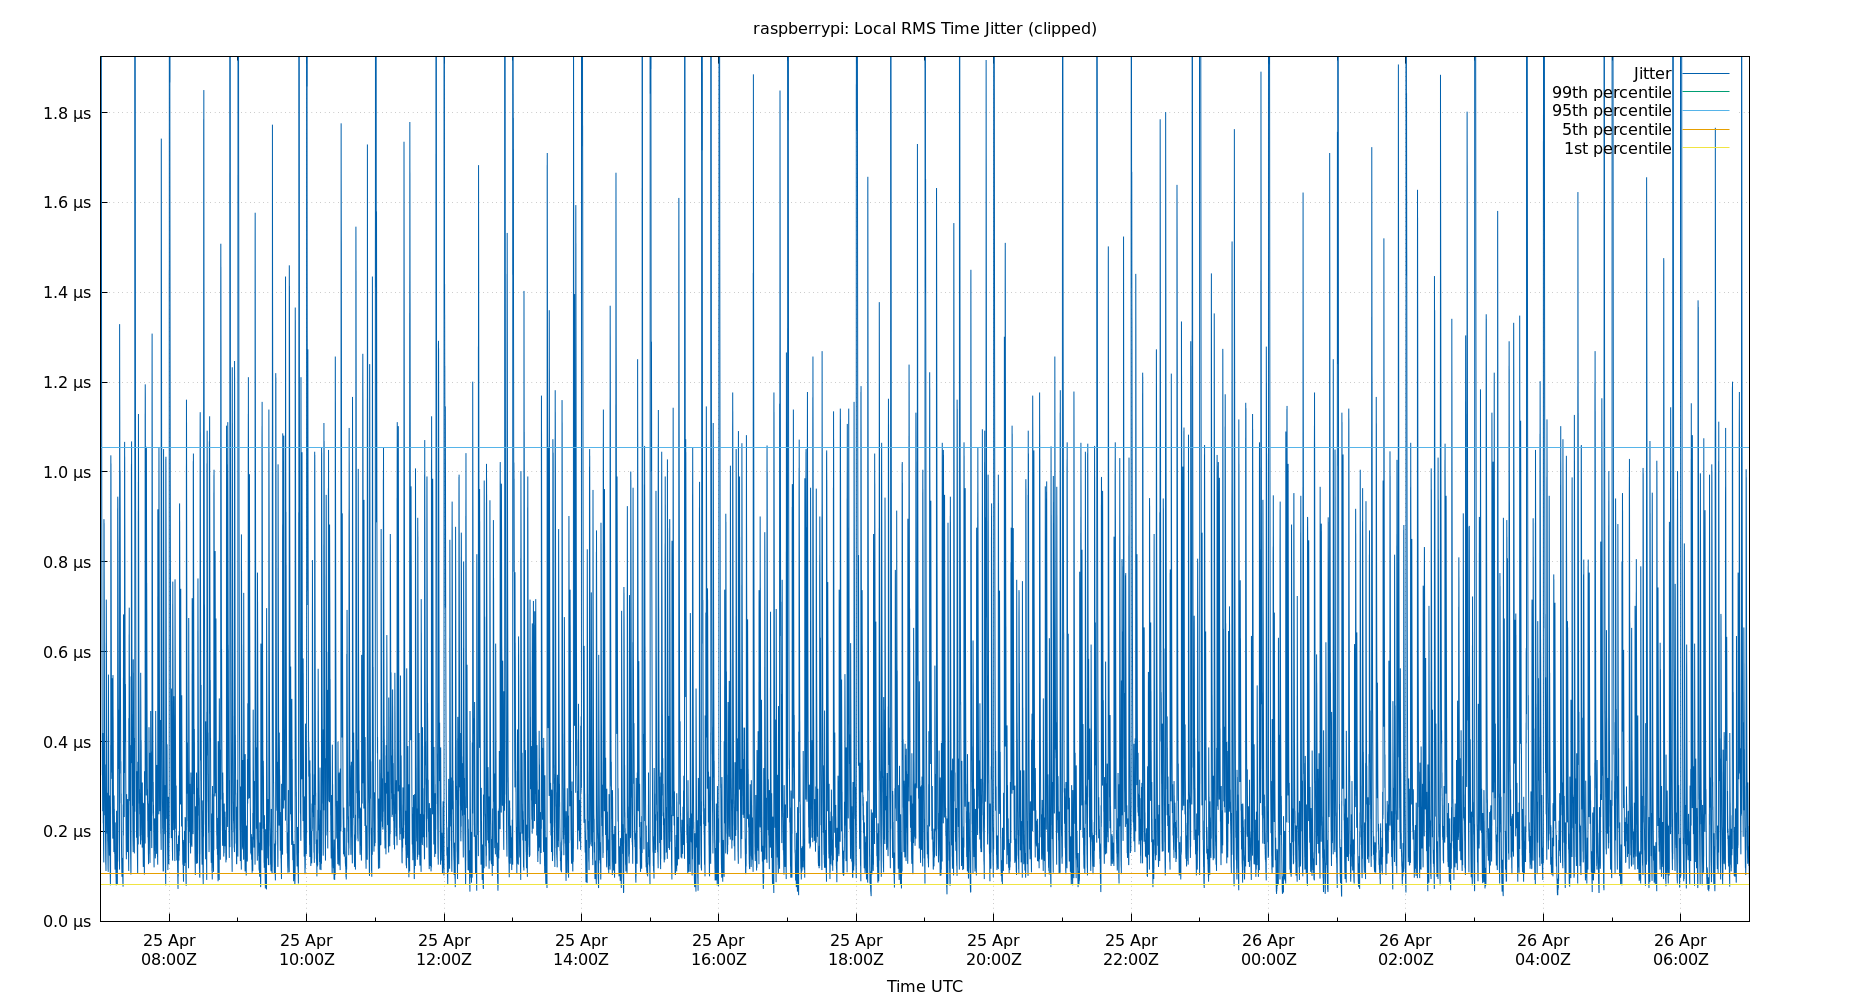 raspberrypi: Local RMS Time Jitter (clipped)
Jitter
99th percentile
95th percentile
5th percentile
1st percentile
1.8 μs
1.6 μs
1.4 μs
1.2 μs
1.0 μs
0.8 μs
0.6 μs
0.4 μs
0.2 μs
0.0 μs
25 Apr 25 Apr 25 Apr 25 Apr 25 Apr 25 Apr 25 Apr 25 Apr 26 Apr 26 Apr 26 Apr 26 Apr
08:00Z 10:00Z 12:00Z 14:00Z 16:00Z 18:00Z 20:00Z 22:00Z 00:00Z 02:00Z 04:00Z 06:00Z
Time UTC